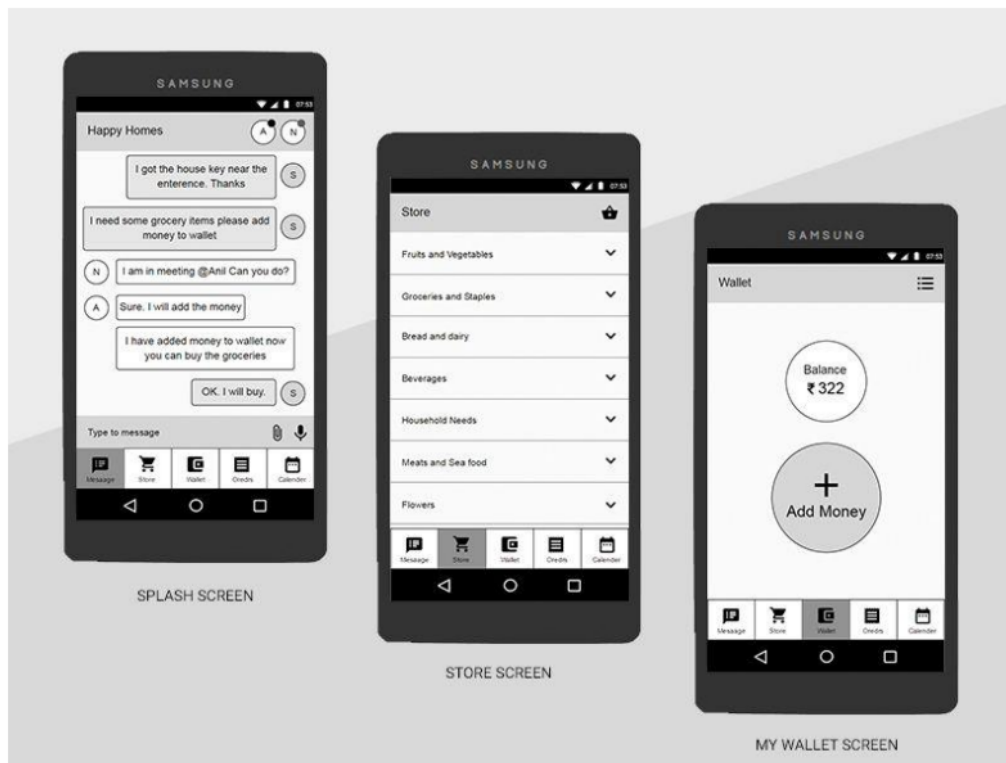 SAMSUNG
07:53
Happy Homes
A
N
I got the house key near the
enterence. Thanks
S
I need some grocery items please add
money to wallet
S
N
I am in meeting @Anil Can you do?
A
Sure. I will add the money
I have added money to wallet now
you can buy the groceries
OK. I will buy.
S
Type to message
Message
Store
Wallet
Oredrs
Calender
SPLASH SCREEN
SAMSUNG
07:53
Store
Fruits and Vegetables
Groceries and Staples
Bread and dairy
Beverages
Household Needs
Meats and Sea food
Flowers
Message
Store
Wallet
Oredrs
Calender
STORE SCREEN
SAMSUNG
07:53
Wallet
Balance
₹ 322
+
Add Money
Message
Store
Wallet
Oredrs
Calender
MY WALLET SCREEN